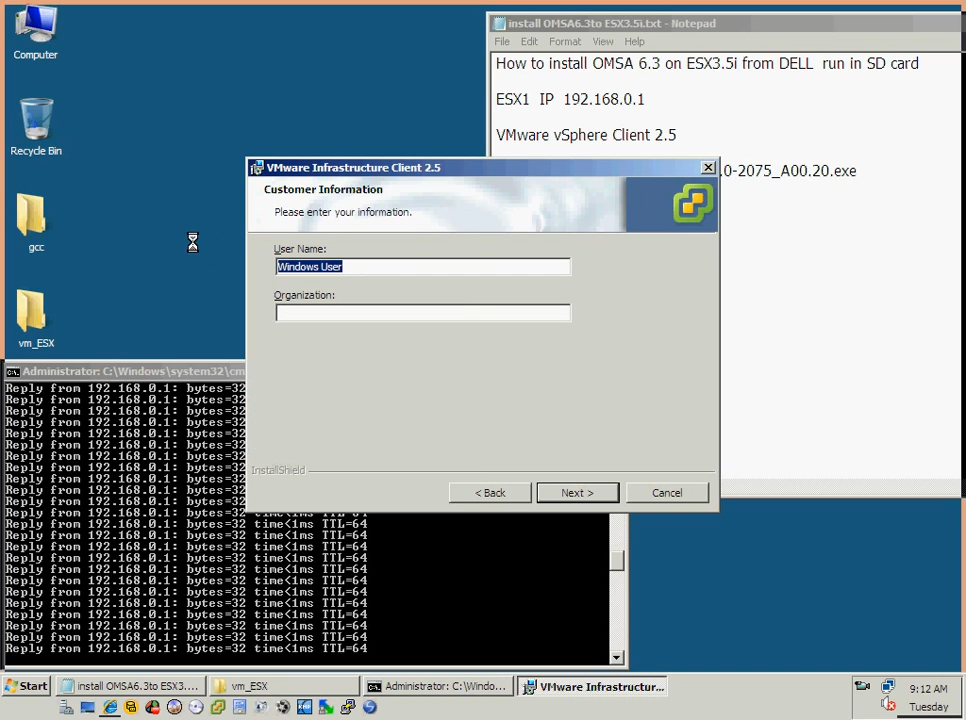 Computer
Recycle Bin
gcc
vm_ESX
install OMSA6.3to ESX3.5i.txt - Notepad
File Edit Format View Help
How to install OMSA 6.3 on ESX3.5i from DELL run in SD card
ESX1 IP 192.168.0.1
VMware vSphere Client 2.5
.0-2075_A00.20.exe
VMware Infrastructure Client 2.5
Customer Information
Please enter your information.
User Name:
Windows User
Organization:
InstallShield
< Back
Next >
Cancel
Administrator: C:\Windows\system32\cm
Reply from 192.168.0.1: bytes=32
Reply from 192.168.0.1: bytes=32
Reply from 192.168.0.1: bytes=32
Reply from 192.168.0.1: bytes=32
Reply from 192.168.0.1: bytes=32
Reply from 192.168.0.1: bytes=32
Reply from 192.168.0.1: bytes=32
Reply from 192.168.0.1: bytes=32
Reply from 192.168.0.1: bytes=32
Reply from 192.168.0.1: bytes=32
Reply from 192.168.0.1: bytes=32
Reply from 192.168.0.1: bytes=32 time<1ms TTL=64
Reply from 192.168.0.1: bytes=32 time<1ms TTL=64
Reply from 192.168.0.1: bytes=32 time<1ms TTL=64
Reply from 192.168.0.1: bytes=32 time<1ms TTL=64
Reply from 192.168.0.1: bytes=32 time<1ms TTL=64
Reply from 192.168.0.1: bytes=32 time<1ms TTL=64
Reply from 192.168.0.1: bytes=32 time<1ms TTL=64
Reply from 192.168.0.1: bytes=32 time<1ms TTL=64
Reply from 192.168.0.1: bytes=32 time<1ms TTL=64
Reply from 192.168.0.1: bytes=32 time<1ms TTL=64
Reply from 192.168.0.1: bytes=32 time<1ms TTL=64
Reply from 192.168.0.1: bytes=32 time<1ms TTL=64
Reply from 192.168.0.1: bytes=32 time<1ms TTL=64
Start
install OMSA6.3to ESX3....
vm_ESX
Administrator: C:\Windo...
VMware Infrastructur...
9:12 AM
Tuesday